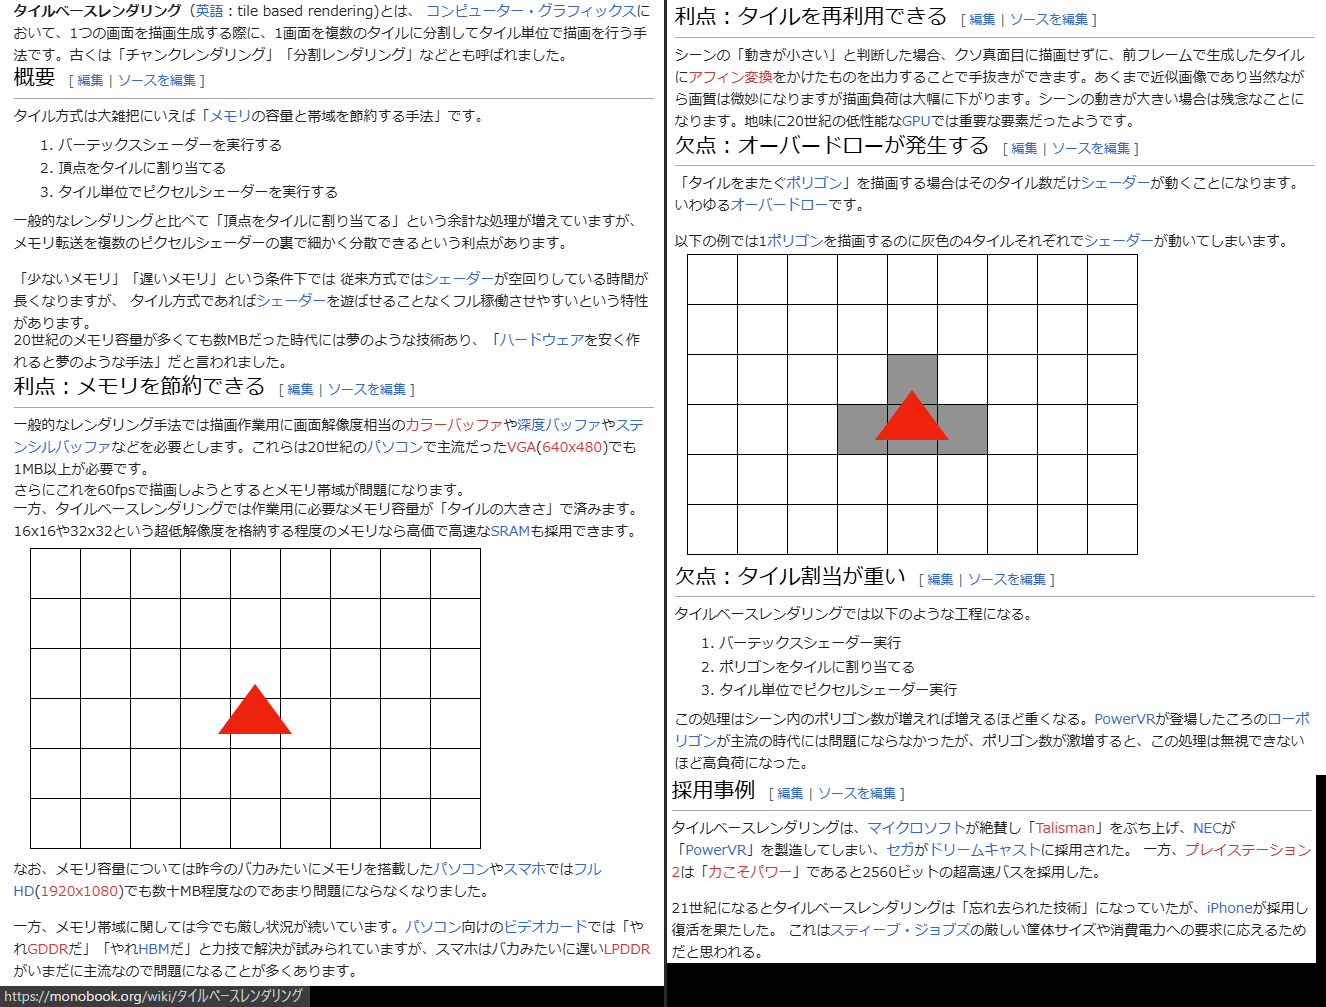 タイルベースレンダリング（英語：tile based rendering)とは、 コンピューター・グラフィックスに
おいて、1つの画面を描画生成する際に、1画面を複数のタイルに分割してタイル単位で描画を行う手
法です。古くは「チャンクレンダリング」「分割レンダリング」などとも呼ばれました。
概要 [ 編集 | ソースを編集 ]
タイル方式は大雑把にいえば「メモリの容量と帯域を節約する手法」です。
1. バーテックスシェーダーを実行する
2. 頂点をタイルに割り当てる
3. タイル単位でピクセルシェーダーを実行する
一般的なレンダリングと比べて「頂点をタイルに割り当てる」という余計な処理が増えていますが、
メモリ転送を複数のピクセルシェーダーの裏で細かく分散できるという利点があります。
「少ないメモリ」「遅いメモリ」という条件下では 従来方式ではシェーダーが空回りしている時間が
長くなりますが、 タイル方式であればシェーダーを遊ばせることなくフル稼働させやすいという特性
があります。
20世紀のメモリ容量が多くても数MBだった時代には夢のような技術あり、「ハードウェアを安く作
れると夢のような手法」だと言われました。
利点：メモリを節約できる [ 編集 | ソースを編集 ]
一般的なレンダリング手法では描画作業用に画面解像度相当のカラーバッファや深度バッファやステ
ンシルバッファなどを必要とします。これらは20世紀のパソコンで主流だったVGA(640x480)でも
1MB以上が必要です。
さらにこれを60fpsで描画しようとするとメモリ帯域が問題になります。
一方、タイルベースレンダリングでは作業用に必要なメモリ容量が「タイルの大きさ」で済みます。
16x16や32x32という超低解像度を格納する程度のメモリなら高価で高速なSRAMも採用できます。
なお、メモリ容量については昨今のバカみたいにメモリを搭載したパソコンやスマホではフル
HD(1920x1080)でも数十MB程度なのであまり問題にならなくなりました。
一方、メモリ帯域に関しては今でも厳し状況が続いています。パソコン向けのビデオカードでは「や
れGDDRだ」「やれHBMだ」と力技で解決が試みられていますが、スマホはバカみたいに遅いLPDDR
がいまだに主流なので問題になることが多くあります。
https://monobook.org/wiki/タイルベースレンダリング
利点：タイルを再利用できる [ 編集 | ソースを編集 ]
シーンの「動きが小さい」と判断した場合、クソ真面目に描画せずに、前フレームで生成したタイル
にアフィン変換をかけたものを出力することで手抜きができます。あくまで近似画像であり当然なが
ら画質は微妙になりますが描画負荷は大幅に下がります。シーンの動きが大きい場合は残念なことに
なります。地味に20世紀の低性能なGPUでは重要な要素だったようです。
欠点：オーバードローが発生する [ 編集 | ソースを編集 ]
「タイルをまたぐポリゴン」を描画する場合はそのタイル数だけシェーダーが動くことになります。
いわゆるオーバードローです。
以下の例では1ポリゴンを描画するのに灰色の4タイルそれぞれでシェーダーが動いてしまいます。
欠点：タイル割当が重い [ 編集 | ソースを編集 ]
タイルベースレンダリングでは以下のような工程になる。
1. バーテックスシェーダー実行
2. ポリゴンをタイルに割り当てる
3. タイル単位でピクセルシェーダー実行
この処理はシーン内のポリゴン数が増えれば増えるほど重くなる。PowerVRが登場したころのローポ
リゴンが主流の時代には問題にならなかったが、ポリゴン数が激増すると、この処理は無視できない
ほど高負荷になった。
採用事例 [ 編集 | ソースを編集 ]
タイルベースレンダリングは、マイクロソフトが絶賛し「Talisman」をぶち上げ、NECが
「PowerVR」を製造してしまい、セガがドリームキャストに採用された。 一方、プレイステーション
2は「力こそパワー」であると2560ビットの超高速バスを採用した。
21世紀になるとタイルベースレンダリングは「忘れ去られた技術」になっていたが、iPhoneが採用し
復活を果たした。 これはスティーブ・ジョブズの厳しい筐体サイズや消費電力への要求に応えるため
だと思われる。